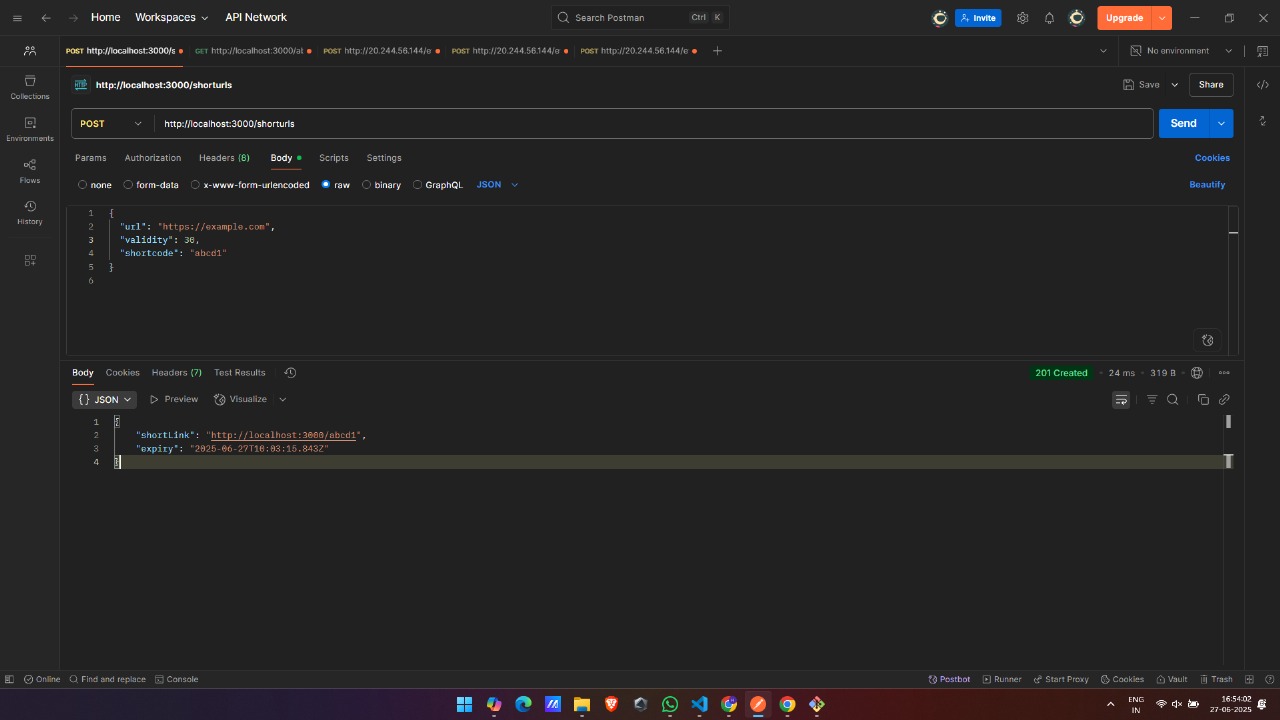 Home Workspaces API Network Search Postman Ctrl K Invite Upgrade
POST http://localhost:3000/s GET http://localhost:3000/al POST http://20.244.56.144/e POST http://20.244.56.144/e POST http://20.244.56.144/e No environment
HTTP http://localhost:3000/shorturls Save Share
POST http://localhost:3000/shorturls Send
Params Authorization Headers (8) Body Scripts Settings Cookies
none form-data x-www-form-urlencoded raw binary GraphQL JSON Beautify
Collections
Environments
Flows
History
1 {
2 "url": "https://example.com",
3 "validity": 30,
4 "shortcode": "abcd1"
5 }
6
Body Cookies Headers (7) Test Results 201 Created 24 ms 319 B
{} JSON Preview Visualize
1 {
2 "shortLink": "http://localhost:3000/abcd1",
3 "expiry": "2025-06-27T10:03:15.843Z"
4 }
Online Find and replace Console Postbot Runner Start Proxy Cookies Vault Trash
ENG 16:54:02
IN 27-06-2025